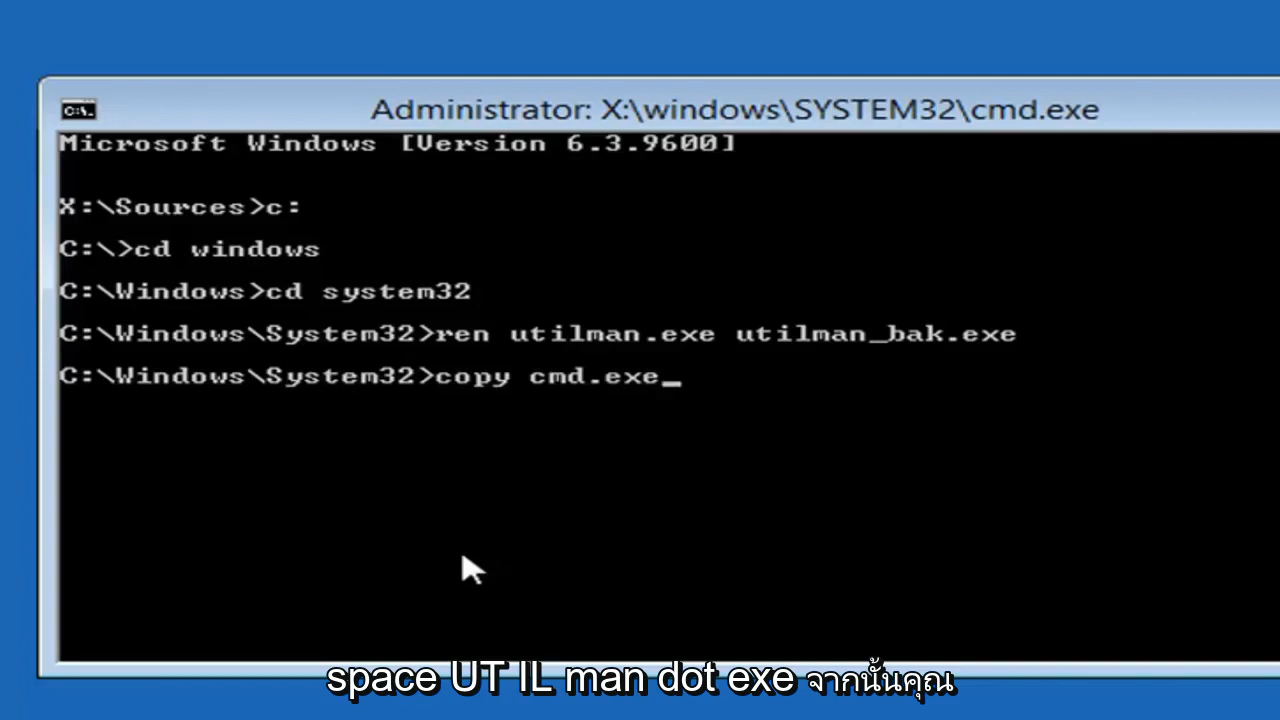 Administrator: X:\windows\SYSTEM32\cmd.exe
Microsoft Windows [Version 6.3.9600]
X:\Sources>c:
C:\>cd windows
C:\Windows>cd system32
C:\Windows\System32>ren utilman.exe utilman_bak.exe
C:\Windows\System32>copy cmd.exe_
space UT IL man dot exe จากนั้นคุณ